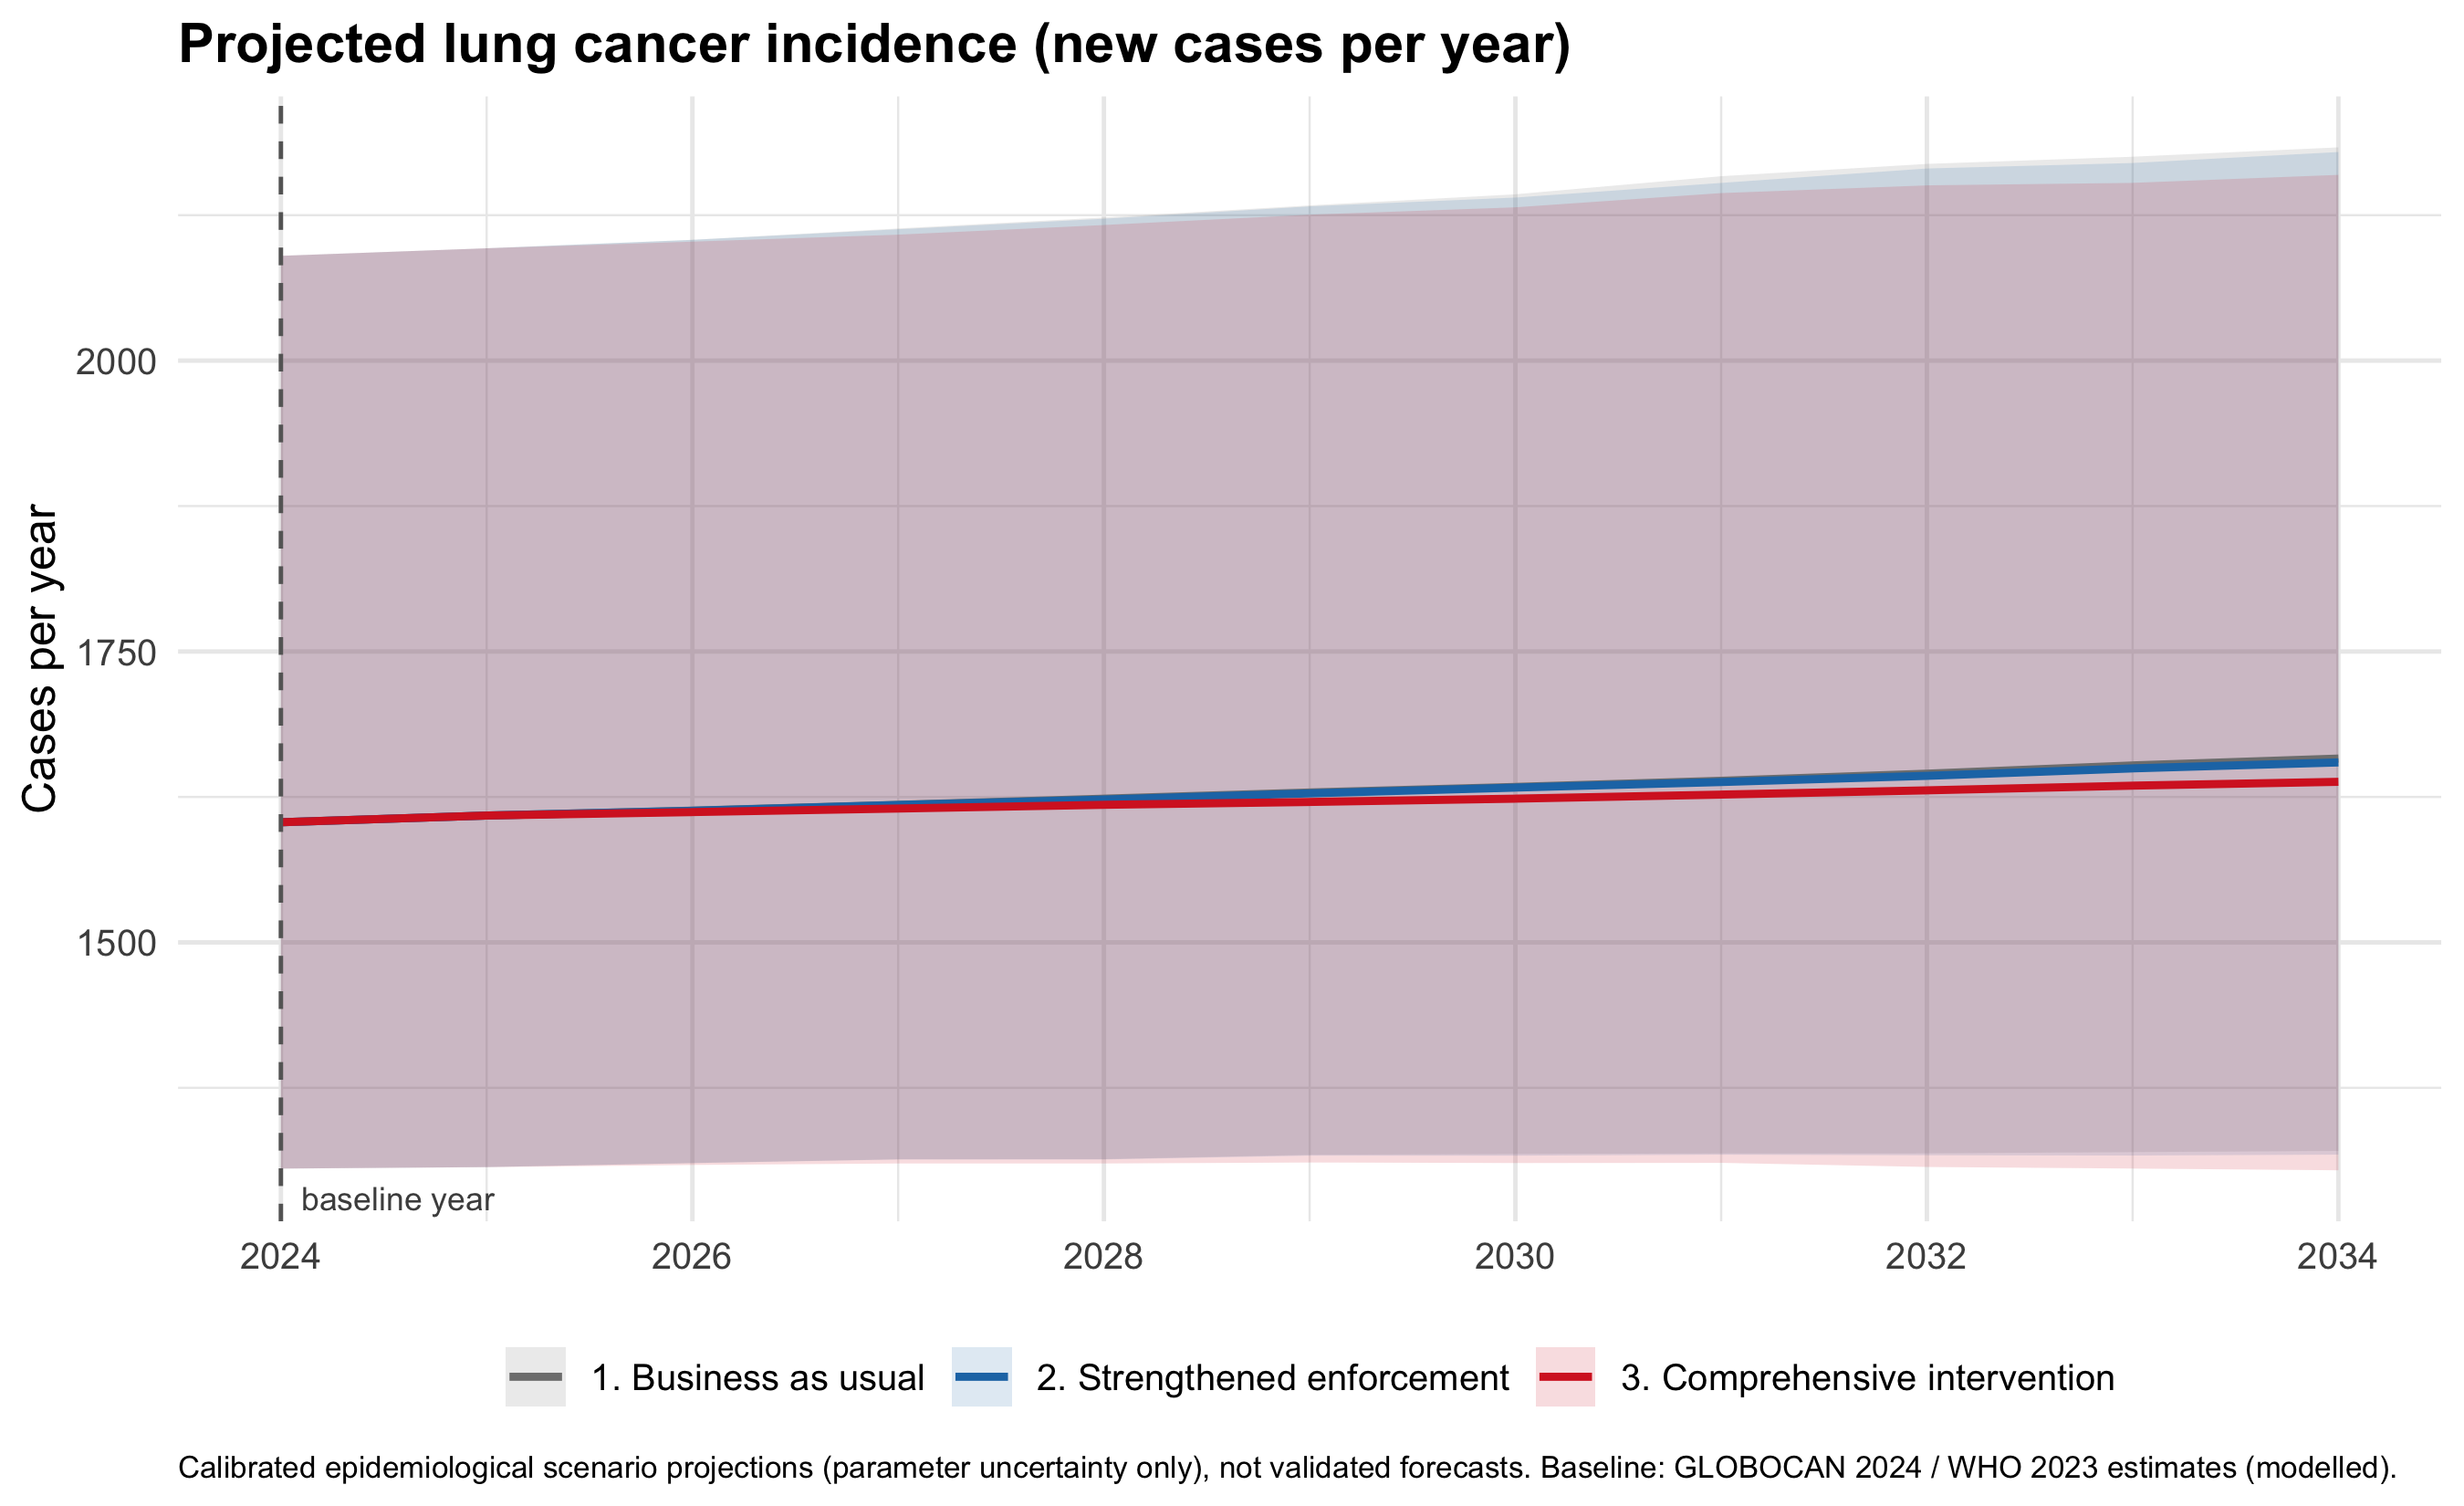 Projected lung cancer incidence (new cases per year)
Cases per year
2000
1750
1500
baseline year
2024 2026 2028 2030 2032 2034
1. Business as usual 2. Strengthened enforcement 3. Comprehensive intervention
Calibrated epidemiological scenario projections (parameter uncertainty only), not validated forecasts. Baseline: GLOBOCAN 2024 / WHO 2023 estimates (modelled).